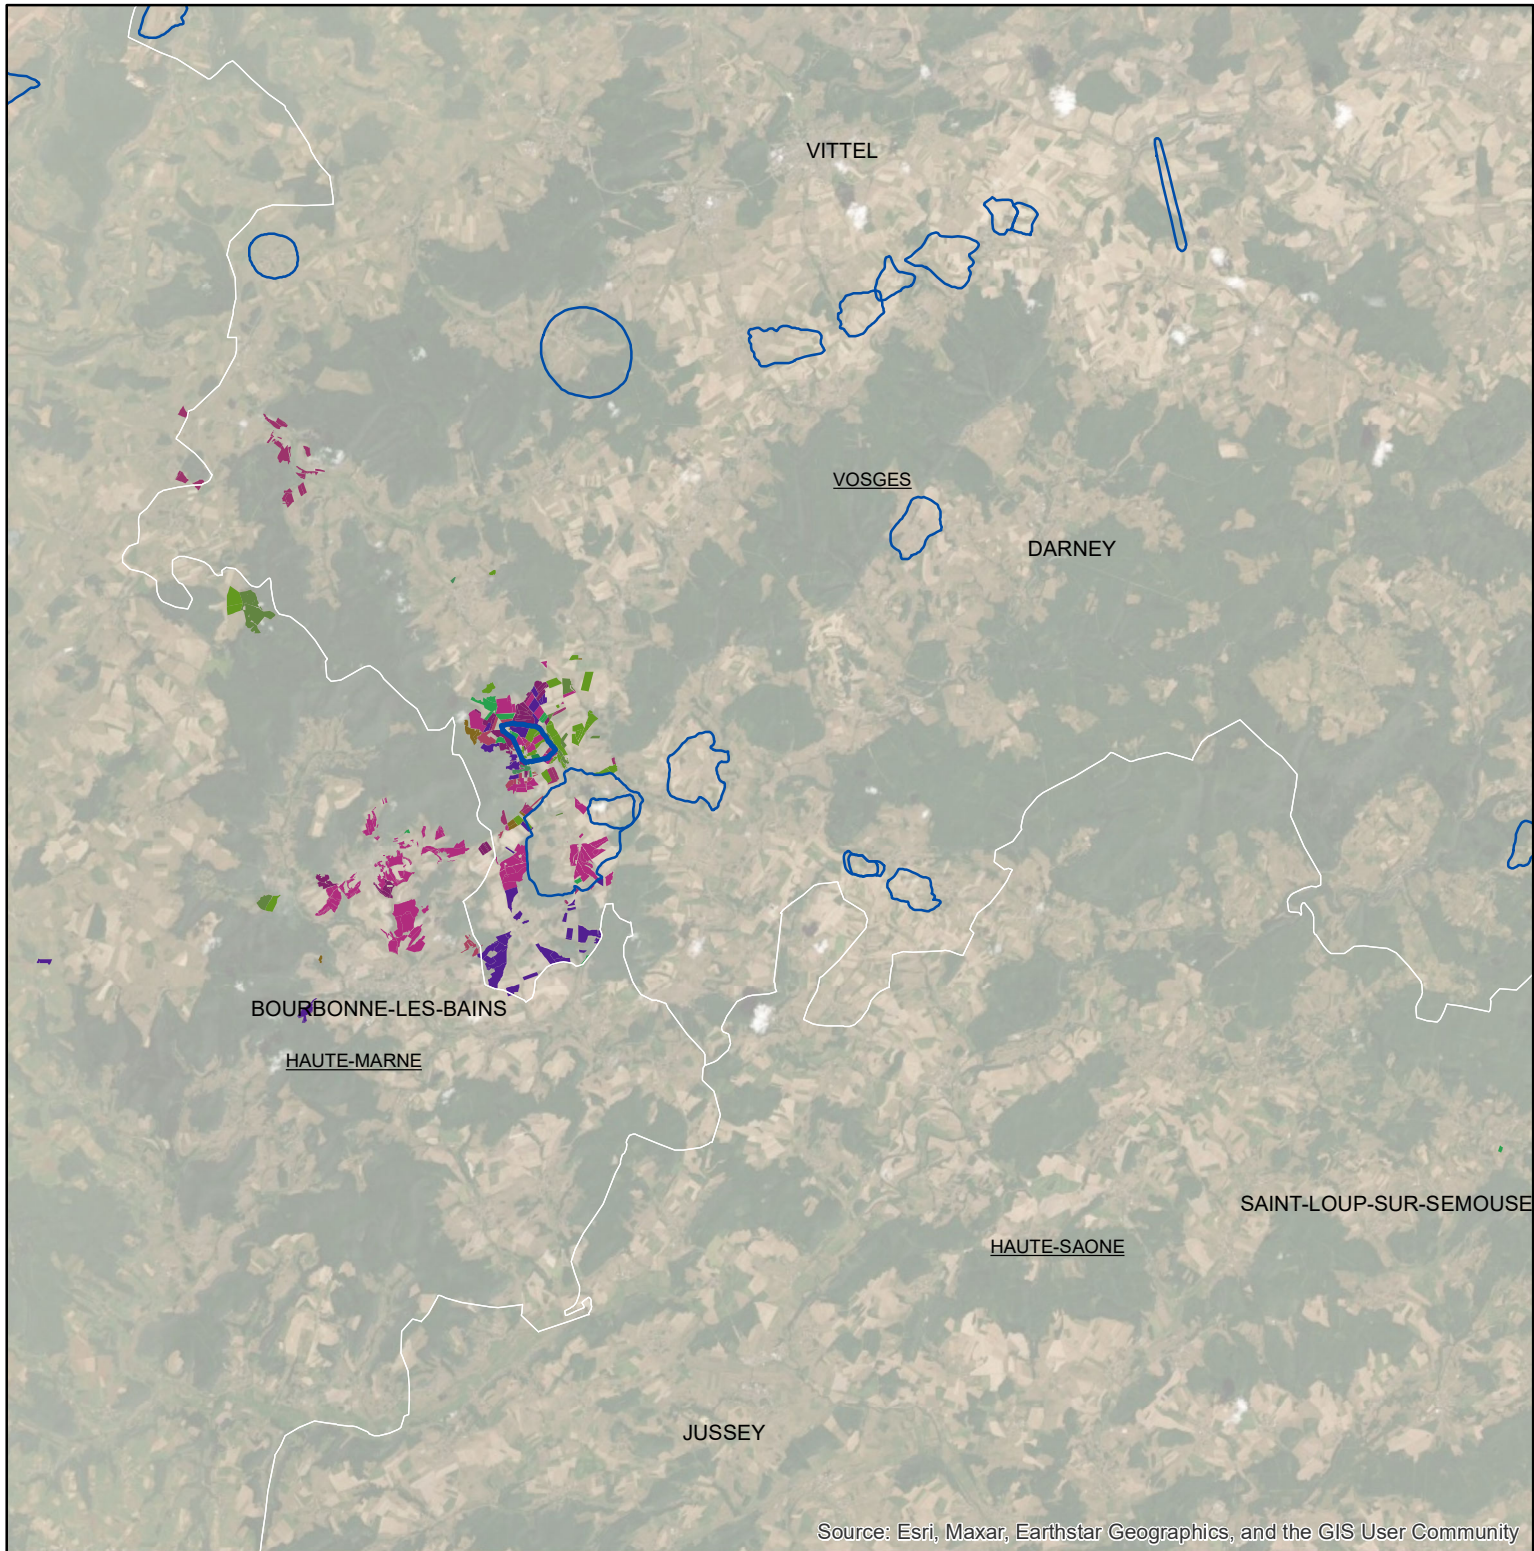 VITTEL
VOSGES
DARNEY
BOURBONNE-LES-BAINS
HAUTE-MARNE
SAINT-LOUP-SUR-SEMOUSE
HAUTE-SAONE
JUSSEY
Source: Esri, Maxar, Earthstar Geographics, and the GIS User Community